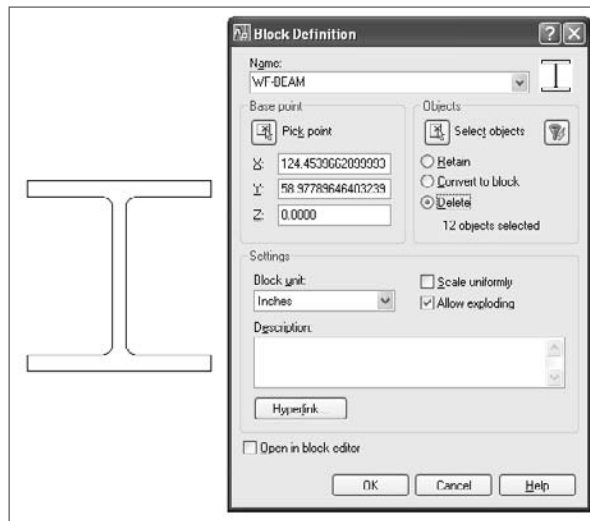 Block Definition
Name:
WF-BEAM
Base point
Pick point
X: 124.4539662099993
Y: 58.97789646403239
Z: 0.0000
Objects
Select objects
Retain
Convert to block
Delete
12 objects selected
Settings
Block unit:
Inches
Scale uniformly
Allow exploding
Description:
Hyperlink...
Open in block editor
OK
Cancel
Help